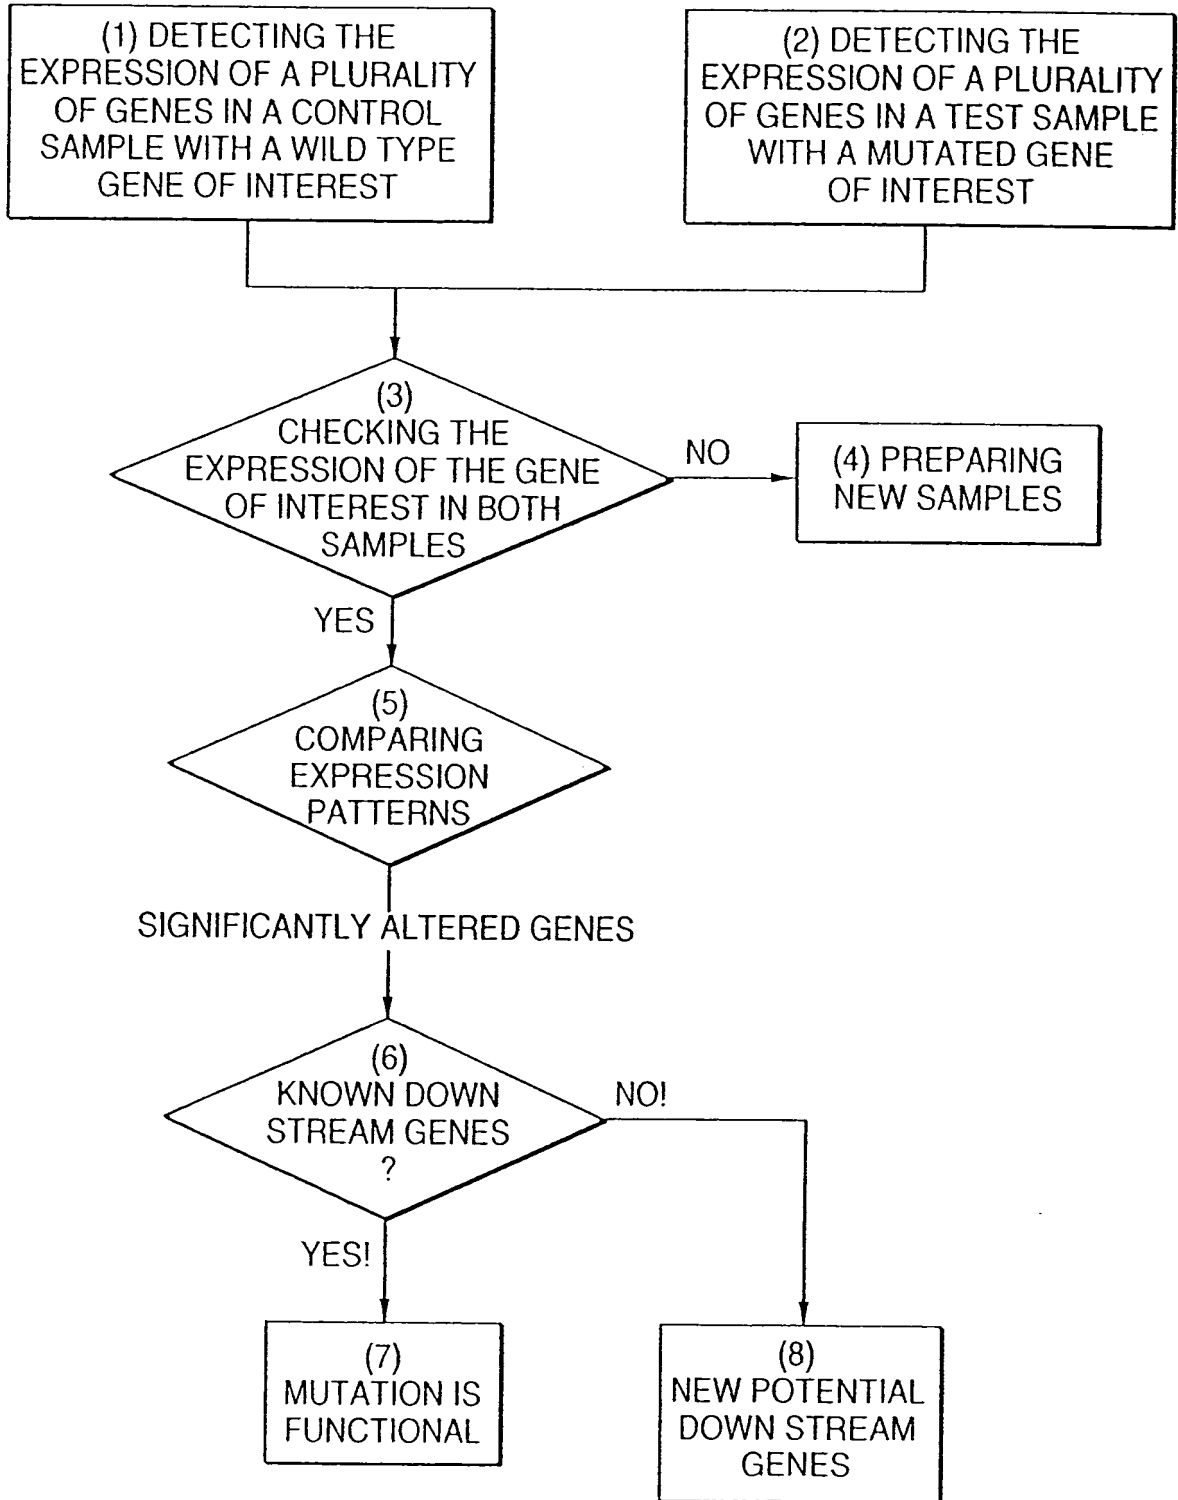 (1) DETECTING THE
EXPRESSION OF A PLURALITY
OF GENES IN A CONTROL
SAMPLE WITH A WILD TYPE
GENE OF INTEREST
(2) DETECTING THE
EXPRESSION OF A PLURALITY
OF GENES IN A TEST SAMPLE
WITH A MUTATED GENE
OF INTEREST
(3)
CHECKING THE
EXPRESSION OF THE GENE
OF INTEREST IN BOTH
SAMPLES
NO
(4) PREPARING
NEW SAMPLES
YES
(5)
COMPARING
EXPRESSION
PATTERNS
SIGNIFICANTLY ALTERED GENES
(6)
KNOWN DOWN
STREAM GENES
?
NO!
YES!
(7)
MUTATION IS
FUNCTIONAL
(8)
NEW POTENTIAL
DOWN STREAM
GENES